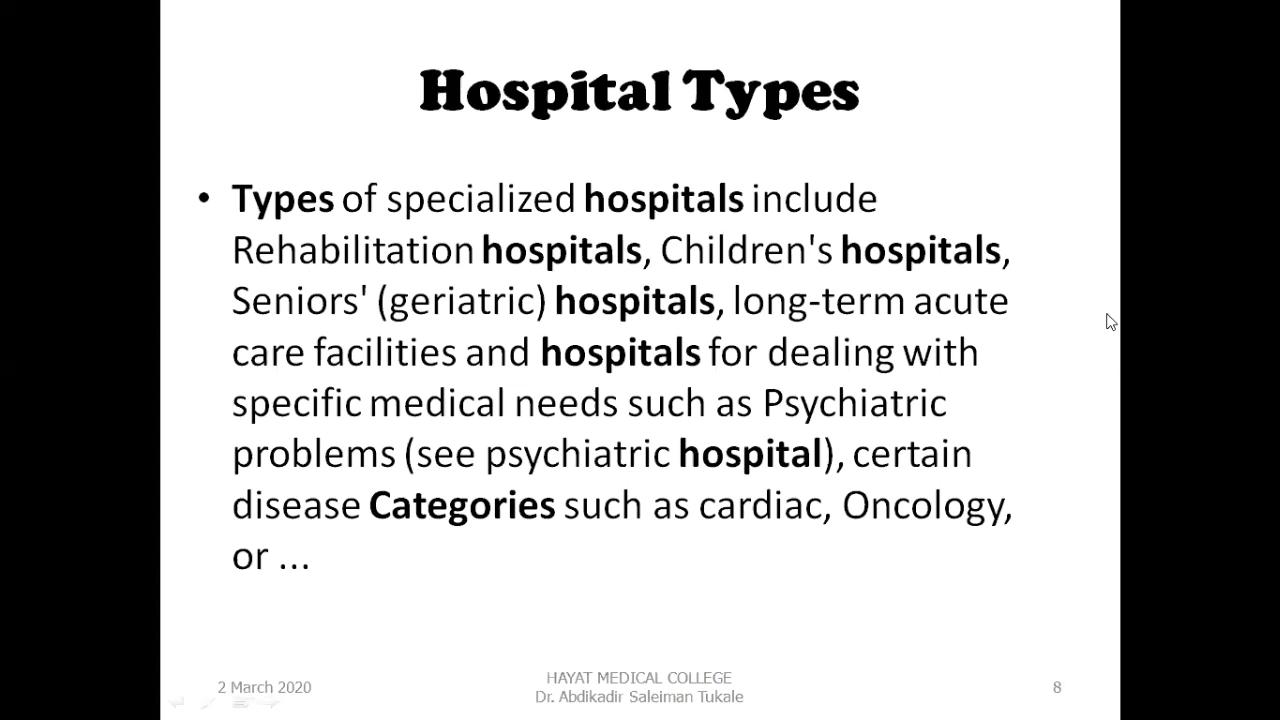 Hospital Types
• Types of specialized hospitals include
Rehabilitation hospitals, Children's hospitals,
Seniors' (geriatric) hospitals, long-term acute
care facilities and hospitals for dealing with
specific medical needs such as Psychiatric
problems (see psychiatric hospital), certain
disease Categories such as cardiac, Oncology,
or ...
2 March 2020
HAYAT MEDICAL COLLEGE
Dr. Abdikadir Saleiman Tukale
8